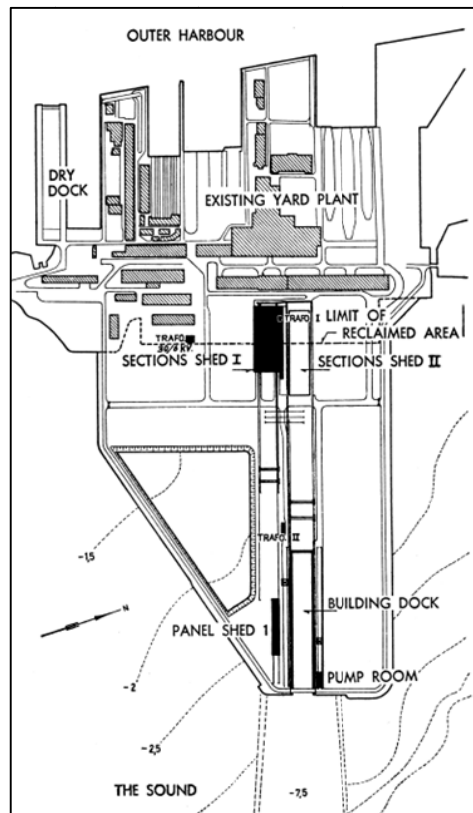 OUTER HARBOUR
DRY
DOCK
EXISTING YARD PLANT
TRAFO. I
LIMIT OF
RECLAIMED AREA
TRAFO.
SECTIONS SHED I
SECTIONS SHED II
-7,5
TRAFO. II
BUILDING DOCK
N
PANEL SHED 1
PUMP ROOM
-2
-2,5
THE SOUND
-7,5